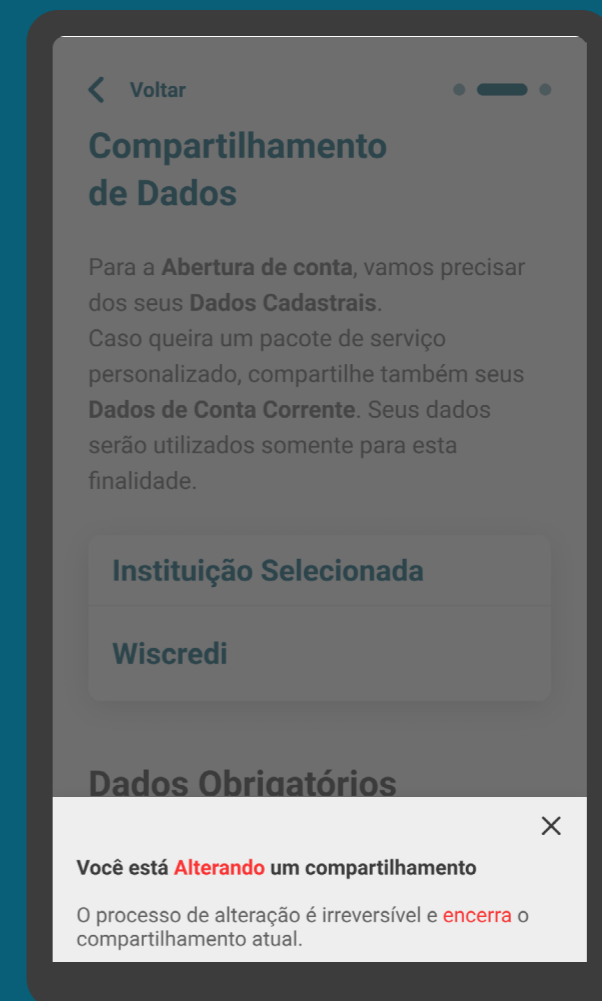 Voltar
Compartilhamento
de Dados
Para a Abertura de conta, vamos precisar
dos seus Dados Cadastrais.
Caso queira um pacote de serviço
personalizado, compartilhe também seus
Dados de Conta Corrente. Seus dados
serão utilizados somente para esta
finalidade.
Instituição Selecionada
Wiscredi
Dados Obrigatórios
Você está Alterando um compartilhamento
O processo de alteração é irreversível e encerra o
compartilhamento atual.